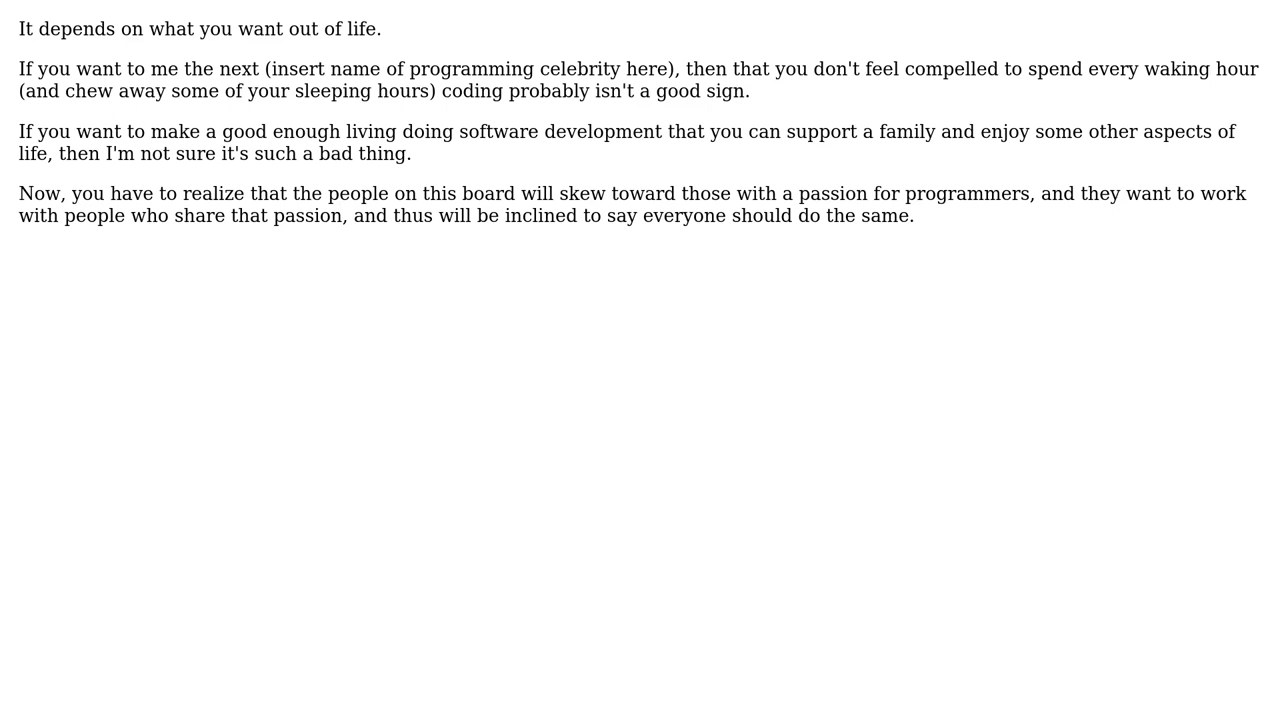 It depends on what you want out of life.
If you want to me the next (insert name of programming celebrity here), then that you don't feel compelled to spend every waking hour
(and chew away some of your sleeping hours) coding probably isn't a good sign.
If you want to make a good enough living doing software development that you can support a family and enjoy some other aspects of
life, then I'm not sure it's such a bad thing.
Now, you have to realize that the people on this board will skew toward those with a passion for programmers, and they want to work
with people who share that passion, and thus will be inclined to say everyone should do the same.